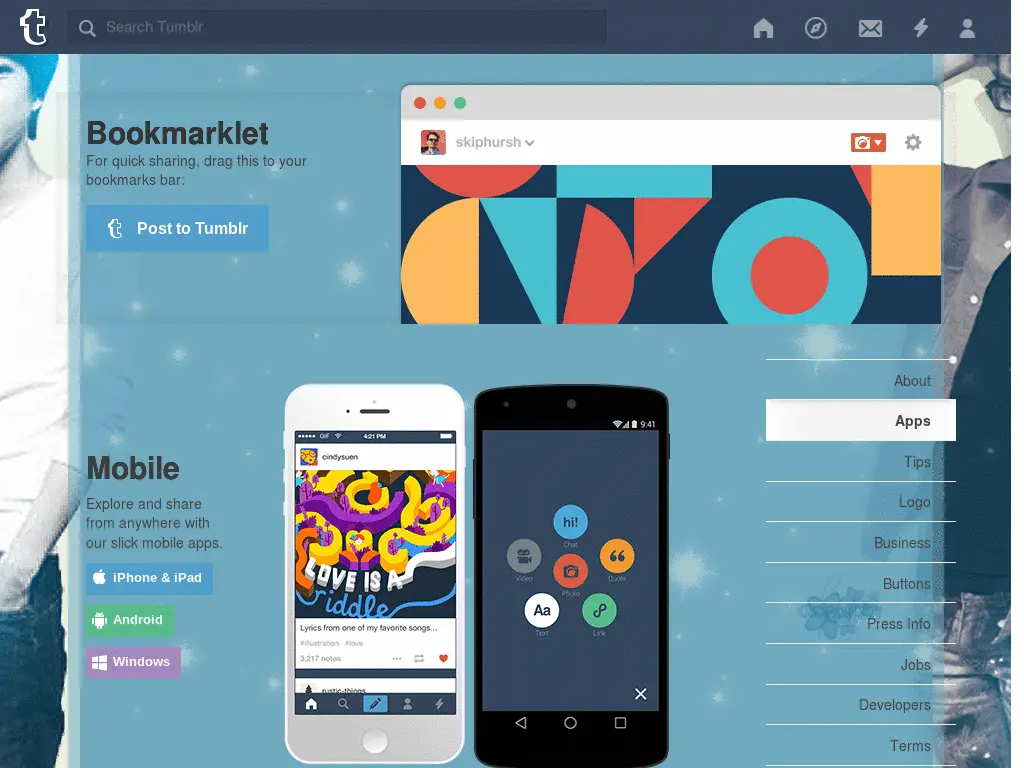 Search Tumblr
Bookmarklet
For quick sharing, drag this to your
bookmarks bar:
Post to Tumblr
skiphursh
Mobile
Explore and share
from anywhere with
our slick mobile apps.
iPhone & iPad
Android
Windows
GIF 4:21 PM
cindysuen
LOVE IS A
riddle
Lyrics from one of my favorite songs...
#illustration #love
3,217 notes
rustic-things
9:41
hi!
Chat
Video
Quote
Photo
Aa
Text
Link
About
Apps
Tips
Logo
Business
Buttons
Press Info
Jobs
Developers
Terms